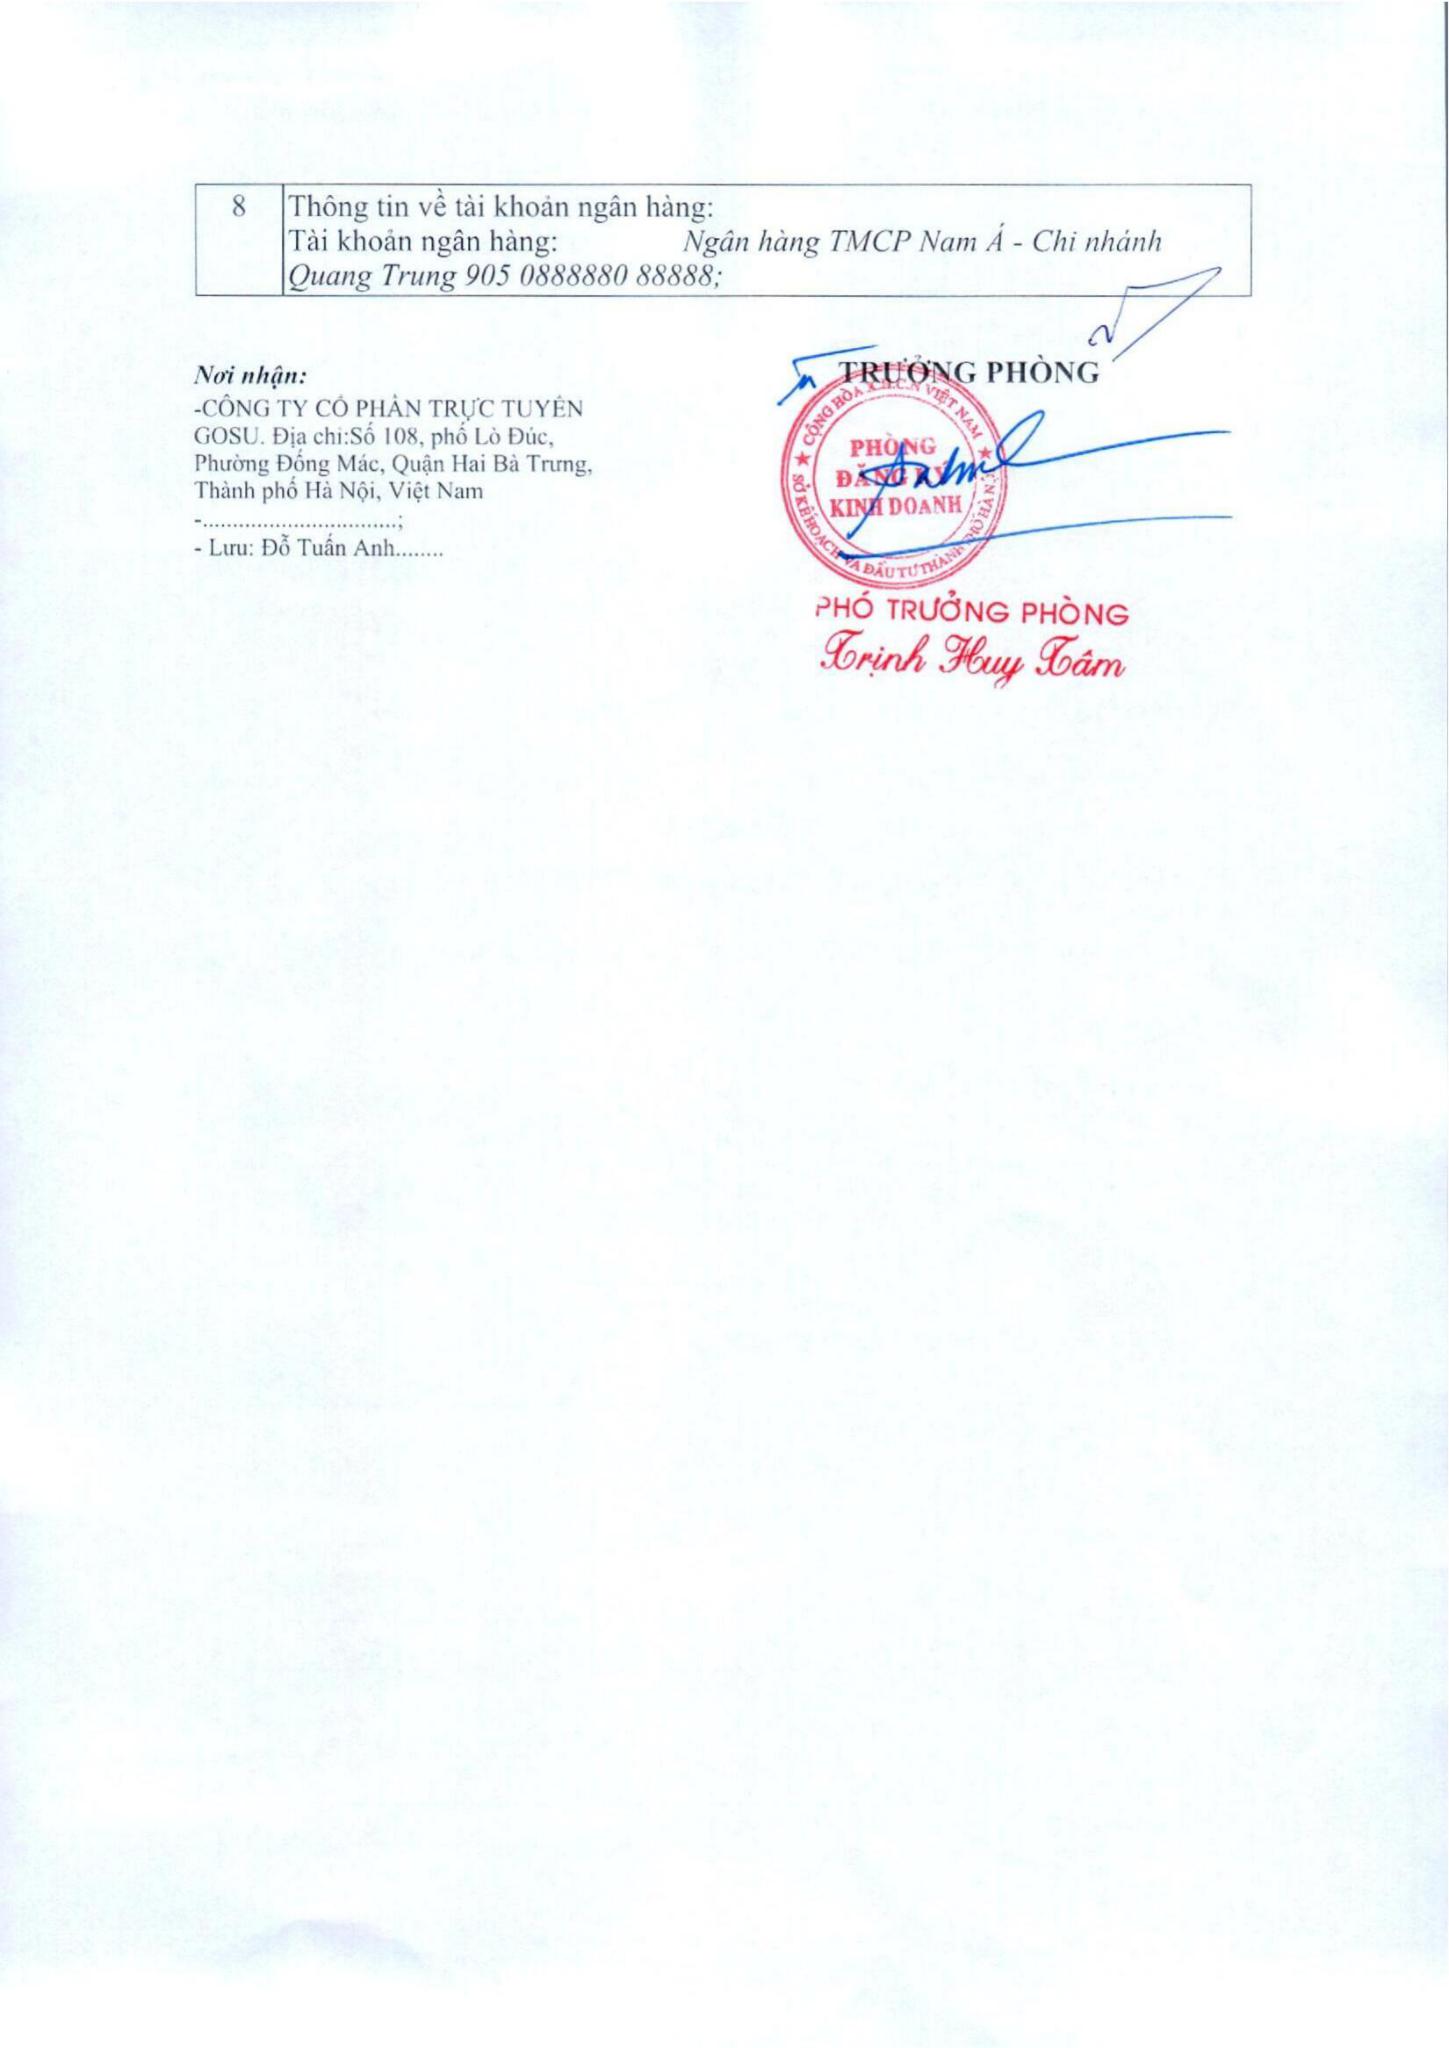 8 Thông tin về tài khoản ngân hàng:
Tài khoản ngân hàng: Ngân hàng TMCP Nam Á - Chi nhánh
Quang Trung 905 0888880 88888;
Nơi nhận:
-CÔNG TY CỔ PHẦN TRỰC TUYẾN
GOSU. Địa chỉ:Số 108, phố Lò Đúc,
Phường Đống Mác, Quận Hai Bà Trưng,
Thành phố Hà Nội, Việt Nam
-.................................;
- Lưu: Đỗ Tuấn Anh........
TRƯỞNG PHÒNG
CỘNG HÒA X.H.C.N VIỆT NAM
PHÒNG
ĐĂNG KÝ
KINH DOANH
SỞ KẾ HOẠCH VÀ ĐẦU TƯ THÀNH PHỐ HÀ NỘI
PHÓ TRƯỞNG PHÒNG
Trịnh Huy Tâm